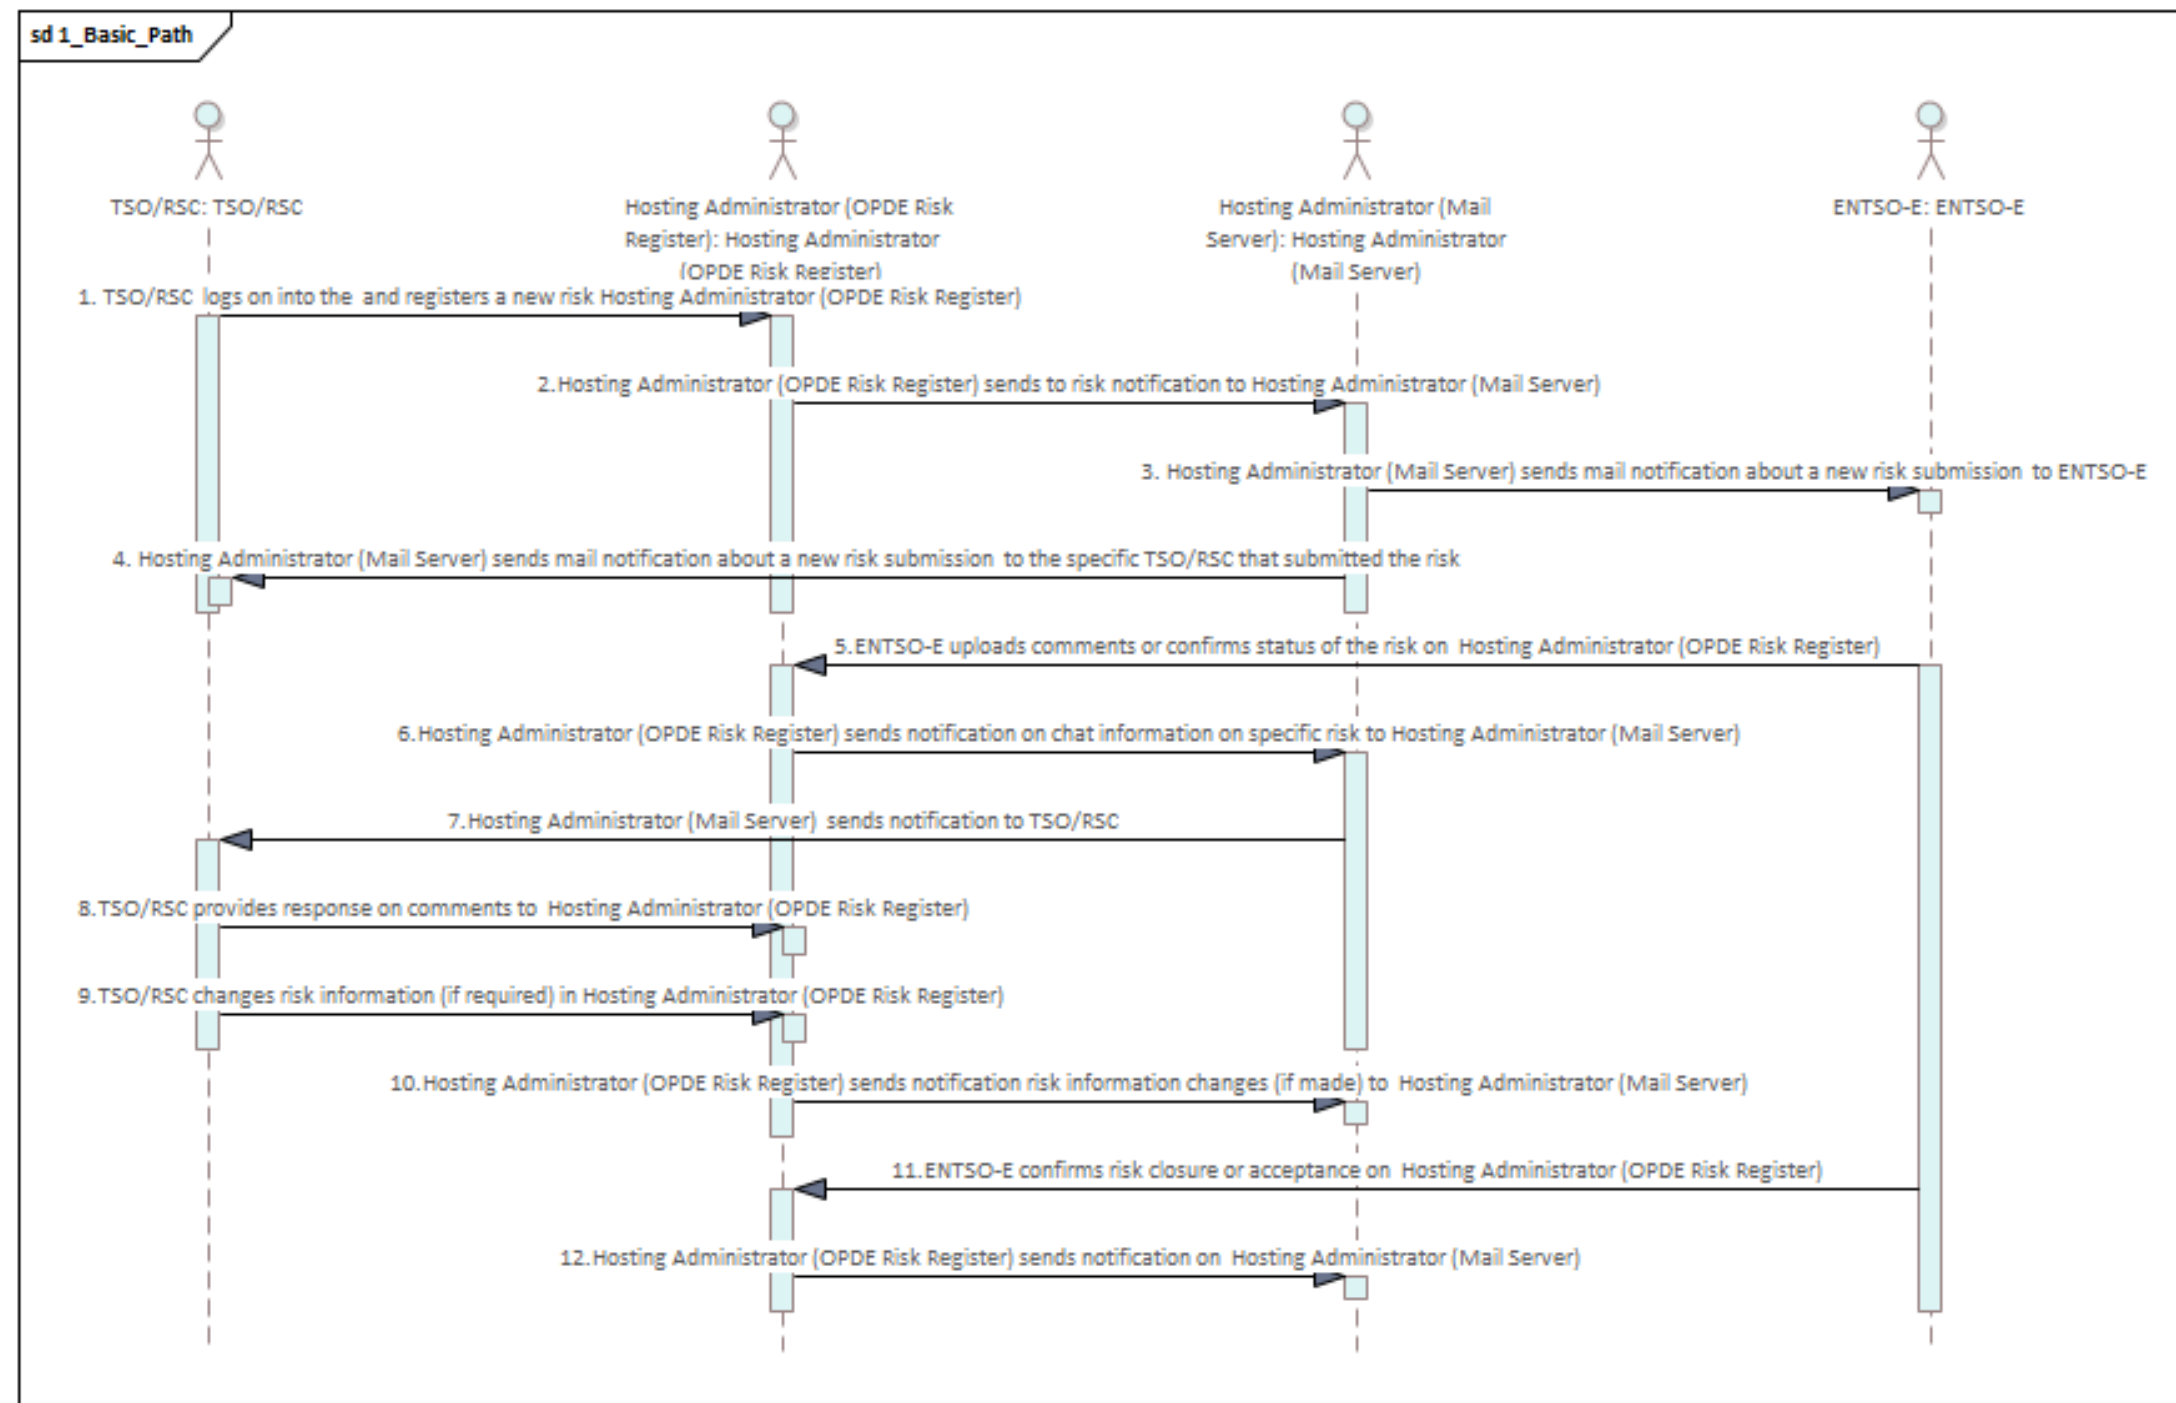 sd 1_Basic_Path
TSO/RSC: TSO/RSC
Hosting Administrator (OPDE Risk
Register): Hosting Administrator
(OPDE Risk Register)
Hosting Administrator (Mail
Server): Hosting Administrator
(Mail Server)
ENTSO-E: ENTSO-E
1. TSO/RSC logs on into the and registers a new risk Hosting Administrator (OPDE Risk Register)
2.Hosting Administrator (OPDE Risk Register) sends to risk notification to Hosting Administrator (Mail Server)
3. Hosting Administrator (Mail Server) sends mail notification about a new risk submission to ENTSO-E
4. Hosting Administrator (Mail Server) sends mail notification about a new risk submission to the specific TSO/RSC that submitted the risk
5.ENTSO-E uploads comments or confirms status of the risk on Hosting Administrator (OPDE Risk Register)
6.Hosting Administrator (OPDE Risk Register) sends notification on chat information on specific risk to Hosting Administrator (Mail Server)
7.Hosting Administrator (Mail Server) sends notification to TSO/RSC
8.TSO/RSC provides response on comments to Hosting Administrator (OPDE Risk Register)
9.TSO/RSC changes risk information (if required) in Hosting Administrator (OPDE Risk Register)
10.Hosting Administrator (OPDE Risk Register) sends notification risk information changes (if made) to Hosting Administrator (Mail Server)
11.ENTSO-E confirms risk closure or acceptance on Hosting Administrator (OPDE Risk Register)
12.Hosting Administrator (OPDE Risk Register) sends notification on Hosting Administrator (Mail Server)